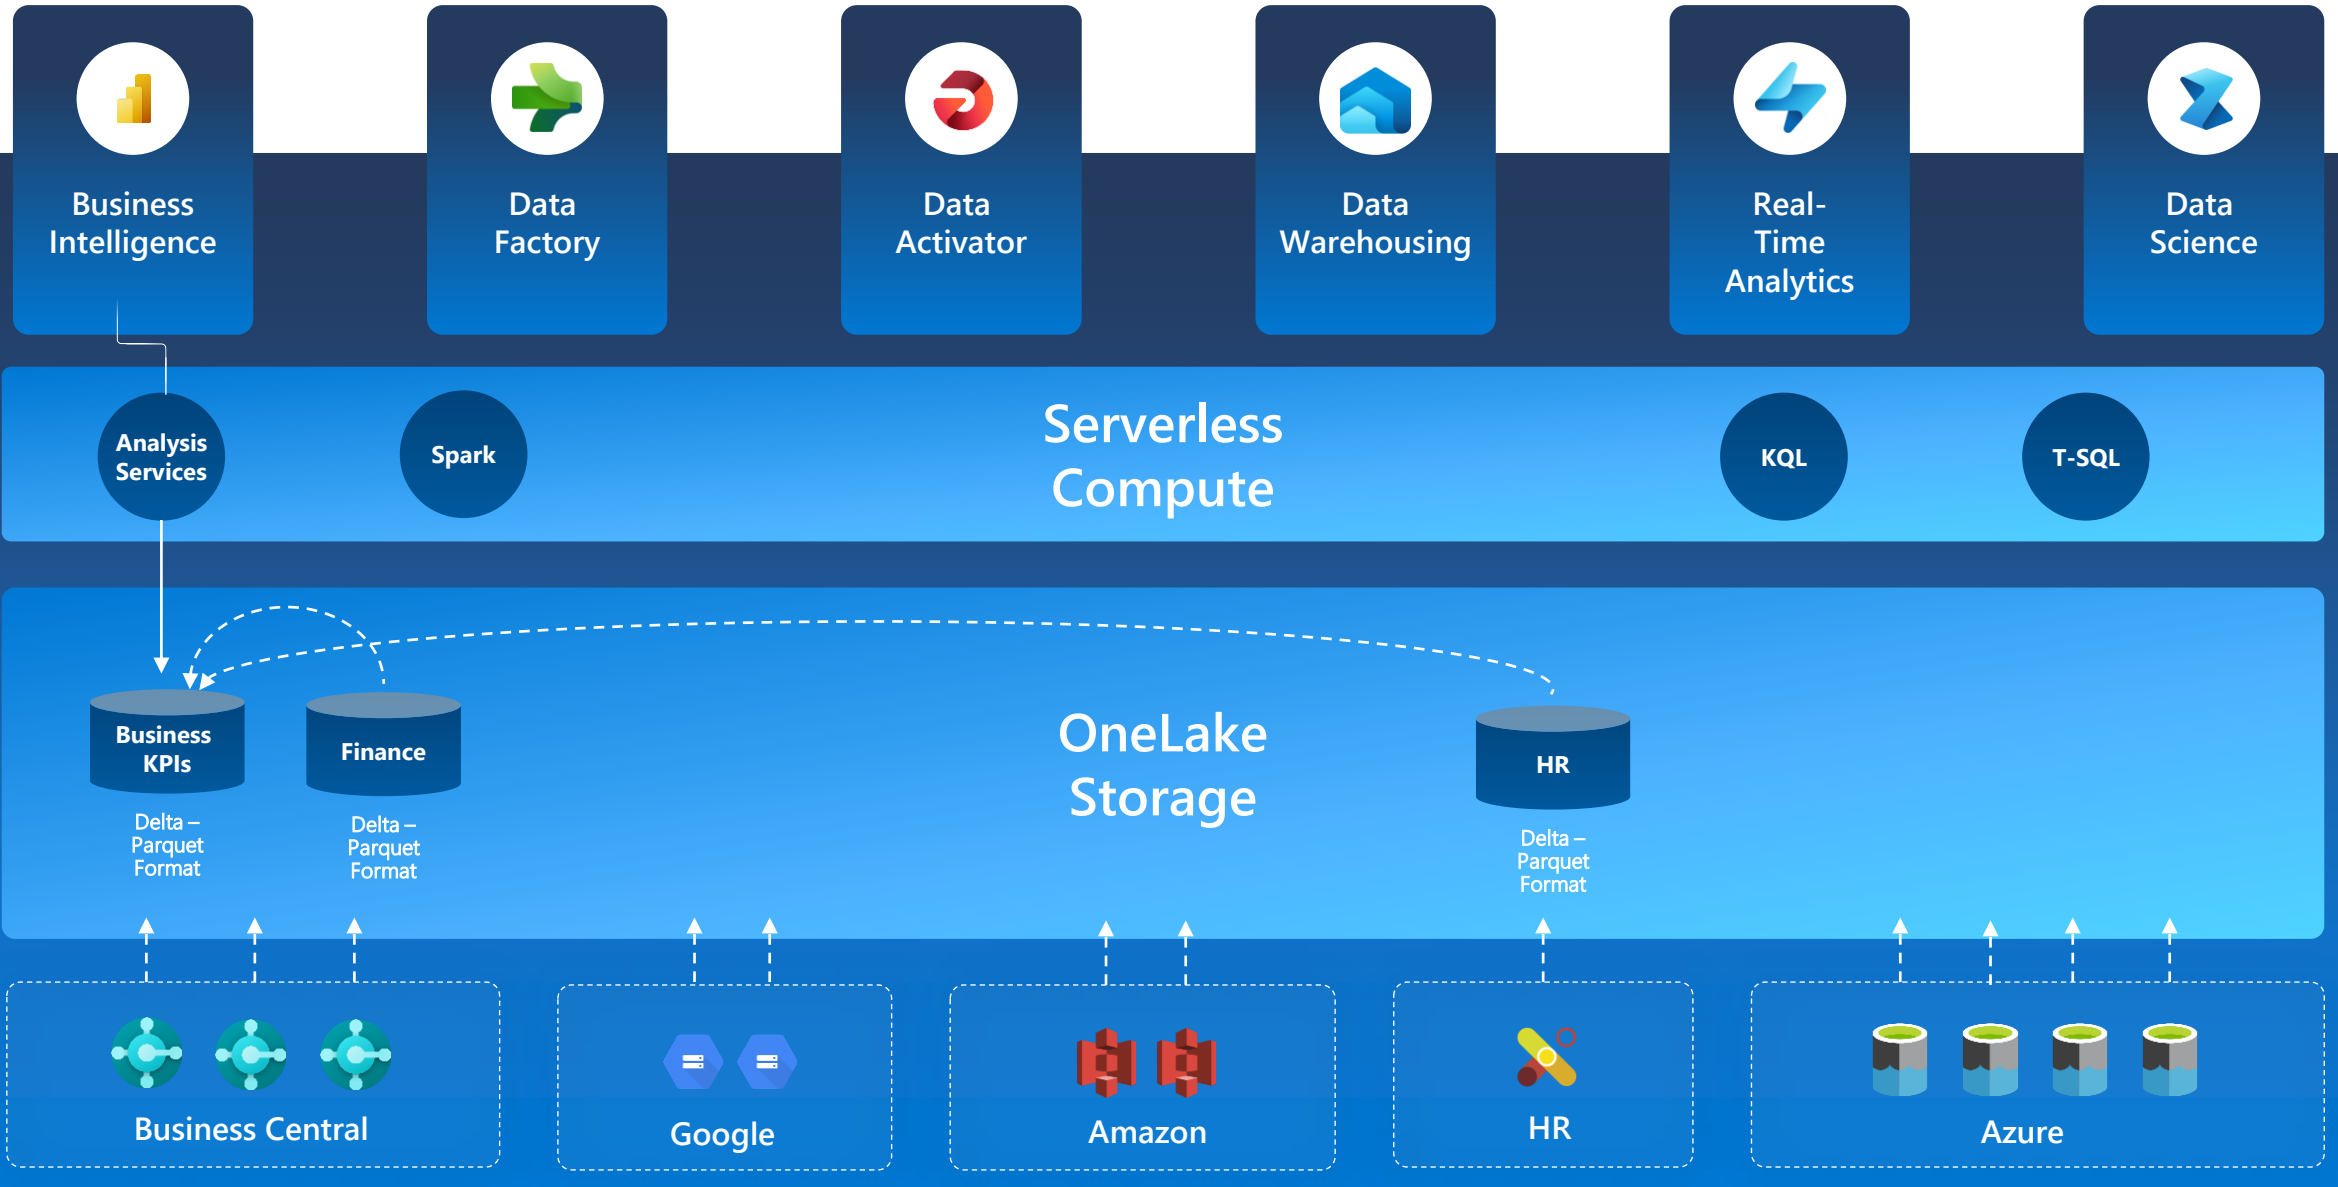 Business
Intelligence
Data
Factory
Data
Activator
Data
Warehousing
Real-
Time
Analytics
Data
Science
Analysis
Services
Spark
Serverless
Compute
KQL
T-SQL
Business
KPIs
Delta –
Parquet
Format
Finance
Delta –
Parquet
Format
OneLake
Storage
HR
Delta –
Parquet
Format
Business Central
Google
Amazon
HR
Azure